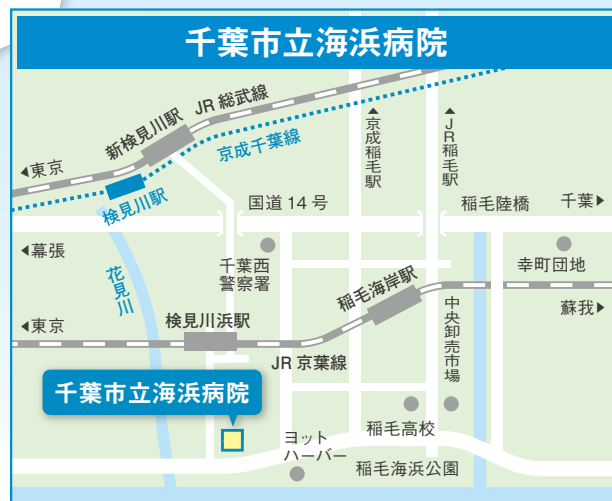 千葉市立海浜病院
JR 総武線
新検見川駅
京成千葉線
▲京成稲毛駅
▲JR稲毛駅
◀東京
検見川駅
国道 14 号
稲毛陸橋
千葉▶
◀幕張
花見川
千葉西
警察署
稲毛海岸駅
幸町団地
蘇我▶
◀東京
検見川浜駅
中央卸売市場
JR 京葉線
千葉市立海浜病院
稲毛高校
ヨット
ハーバー
稲毛海浜公園